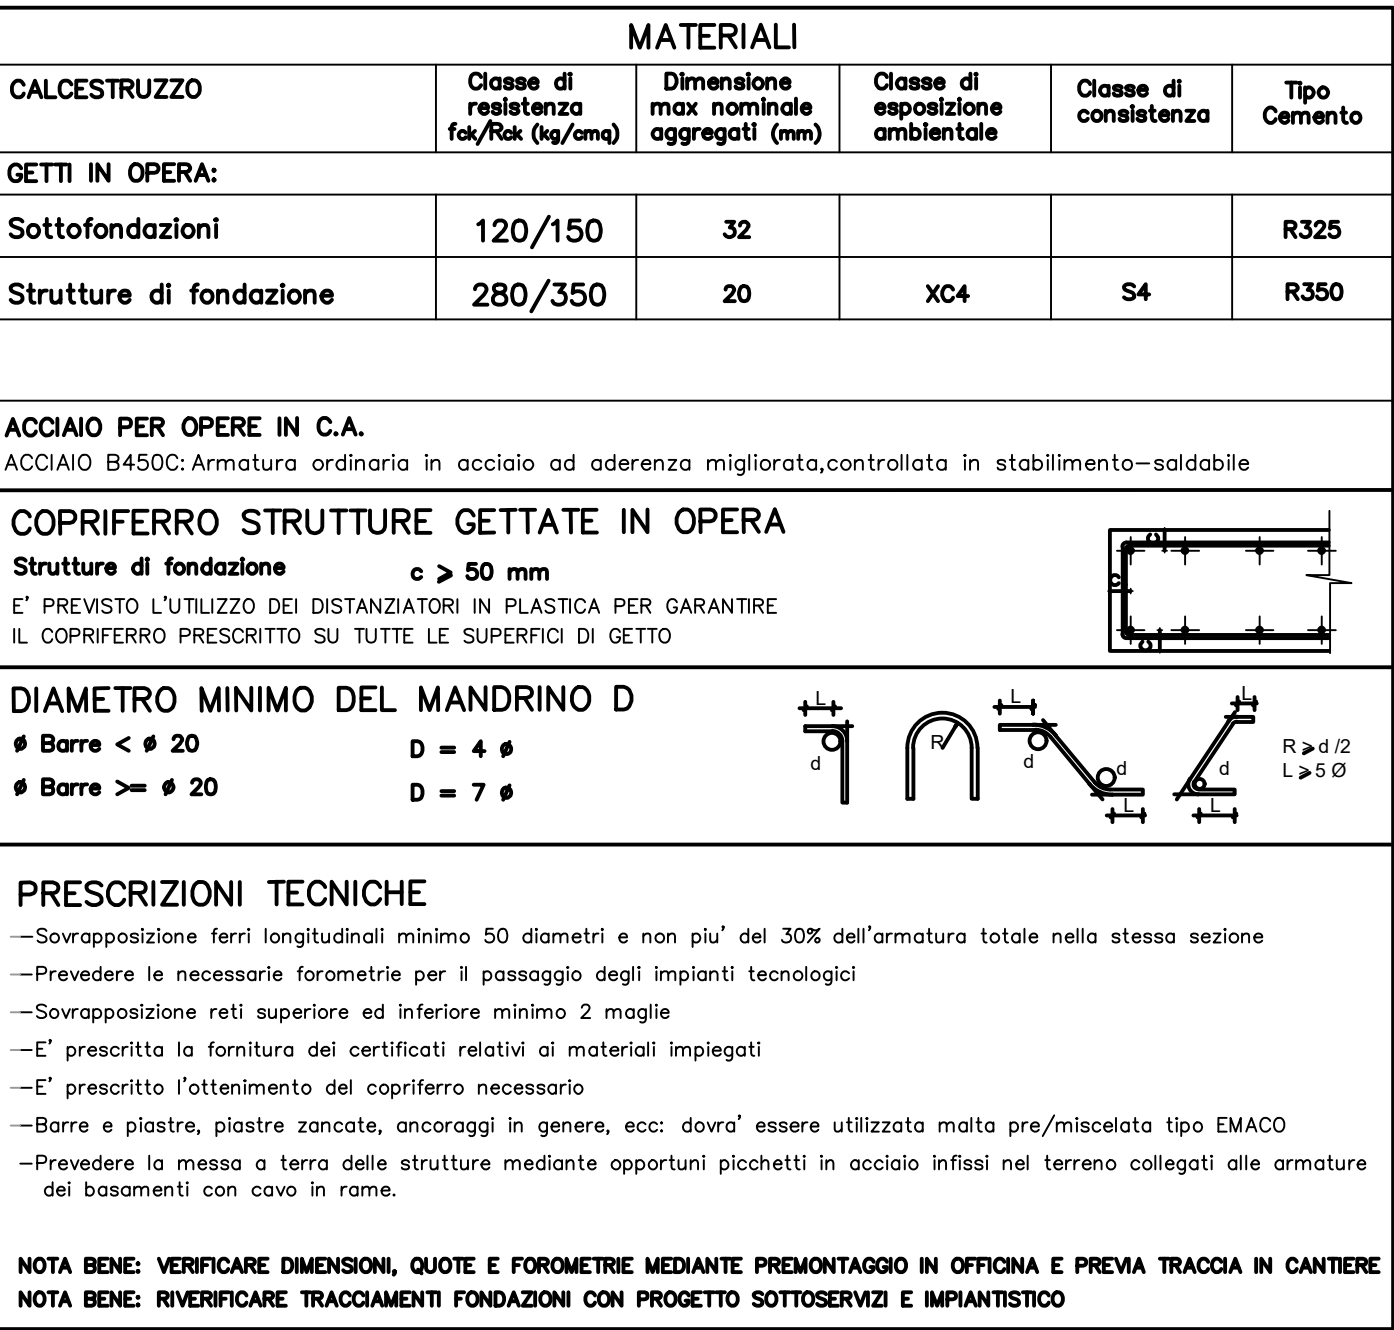 MATERIALI
CALCESTRUZZO
Classe di
resistenza
fck/Rck (kg/cmq)
Dimensione
max nominale
aggregati (mm)
Classe di
esposizione
ambientale
Classe di
consistenza
Tipo
Cemento
GETTI IN OPERA:
Sottofondazioni 120/150 32 R325
Strutture di fondazione 280/350 20 XC4 S4 R350
ACCIAIO PER OPERE IN C.A.
ACCIAIO B450C: Armatura ordinaria in acciaio ad aderenza migliorata,controllata in stabilimento-saldabile
COPRIFERRO STRUTTURE GETTATE IN OPERA
Strutture di fondazione c ⩾ 50 mm
E' PREVISTO L'UTILIZZO DEI DISTANZIATORI IN PLASTICA PER GARANTIRE
IL COPRIFERRO PRESCRITTO SU TUTTE LE SUPERFICI DI GETTO
c
c
c
DIAMETRO MINIMO DEL MANDRINO D
ø Barre < ø 20 D = 4 ø
ø Barre >= ø 20 D = 7 ø
L
d
R
L
d
d
L
L
d
L
R ⩾ d /2
L ⩾ 5 Ø
PRESCRIZIONI TECNICHE
—Sovrapposizione ferri longitudinali minimo 50 diametri e non piu' del 30% dell'armatura totale nella stessa sezione
—Prevedere le necessarie forometrie per il passaggio degli impianti tecnologici
—Sovrapposizione reti superiore ed inferiore minimo 2 maglie
—E' prescritta la fornitura dei certificati relativi ai materiali impiegati
—E' prescritto l'ottenimento del copriferro necessario
—Barre e piastre, piastre zancate, ancoraggi in genere, ecc: dovra' essere utilizzata malta pre/miscelata tipo EMACO
-Prevedere la messa a terra delle strutture mediante opportuni picchetti in acciaio infissi nel terreno collegati alle armature
dei basamenti con cavo in rame.
NOTA BENE: VERIFICARE DIMENSIONI, QUOTE E FOROMETRIE MEDIANTE PREMONTAGGIO IN OFFICINA E PREVIA TRACCIA IN CANTIERE
NOTA BENE: RIVERIFICARE TRACCIAMENTI FONDAZIONI CON PROGETTO SOTTOSERVIZI E IMPIANTISTICO